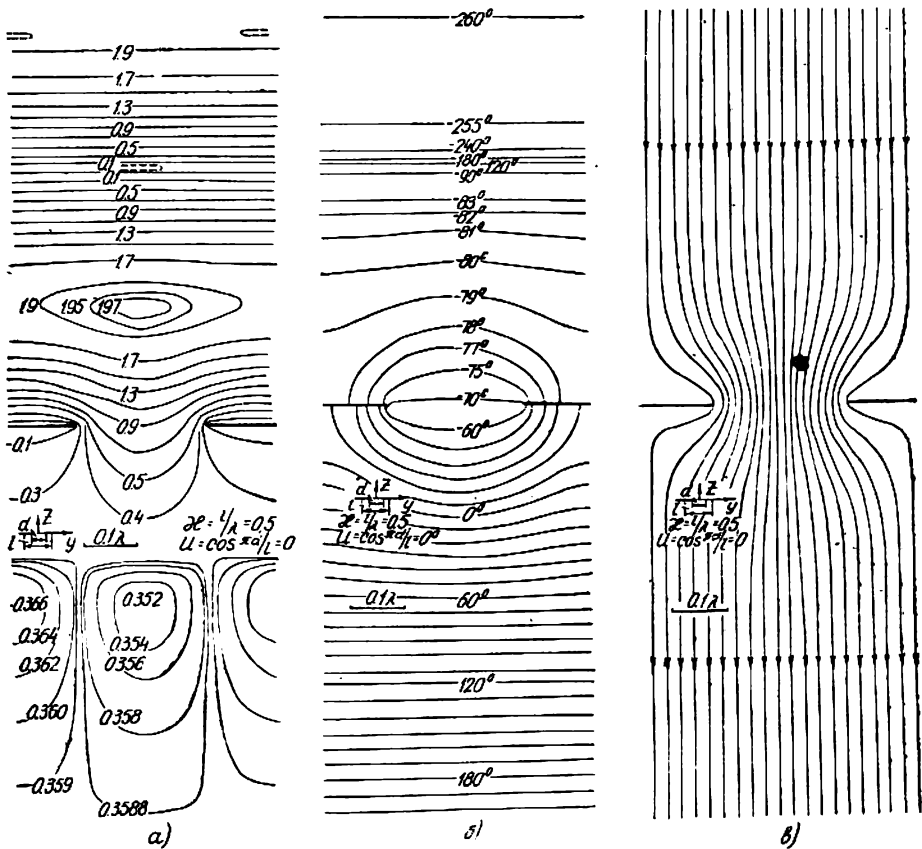 1.9
1.7
1.3
0.9
0.5
0.1
0.1
0.5
0.9
1.3
1.7
1.9 1.95 1.97
1.7
1.3
0.9
-0.1
0.5
-0.3
0.4
d z
l y
0.1λ
ϰ = l/λ = 0.5
u = cos πd/l = 0
0.366
0.352
0.364
0.354
0.362
0.356
0.360
0.358
0.359
0.3588
а)
-260°
-255°
-240°
-180°
-120°
-90°
-83°
-82°
-81°
-80°
-79°
-78°
-77°
-75°
-70°
-60°
d z
l y
0°
ϰ = l/λ = 0.5
u = cos πd/l = 0
0.1λ
60°
120°
180°
б)
d z
l y
ϰ = l/λ = 0.5
u = cos πd/l = 0
0.1λ
в)